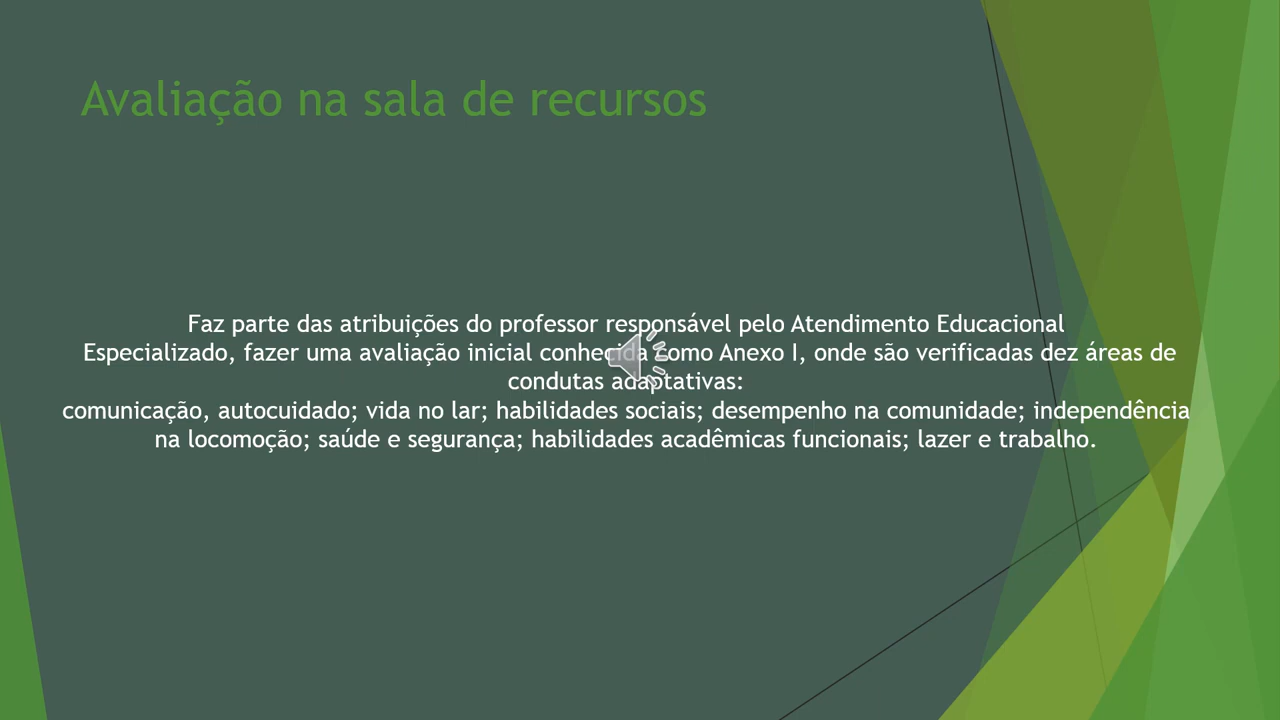 Avaliação na sala de recursos
Faz parte das atribuições do professor responsável pelo Atendimento Educacional
Especializado, fazer uma avaliação inicial conhecida como Anexo I, onde são verificadas dez áreas de
condutas adaptativas:
comunicação, autocuidado; vida no lar; habilidades sociais; desempenho na comunidade; independência
na locomoção; saúde e segurança; habilidades acadêmicas funcionais; lazer e trabalho.